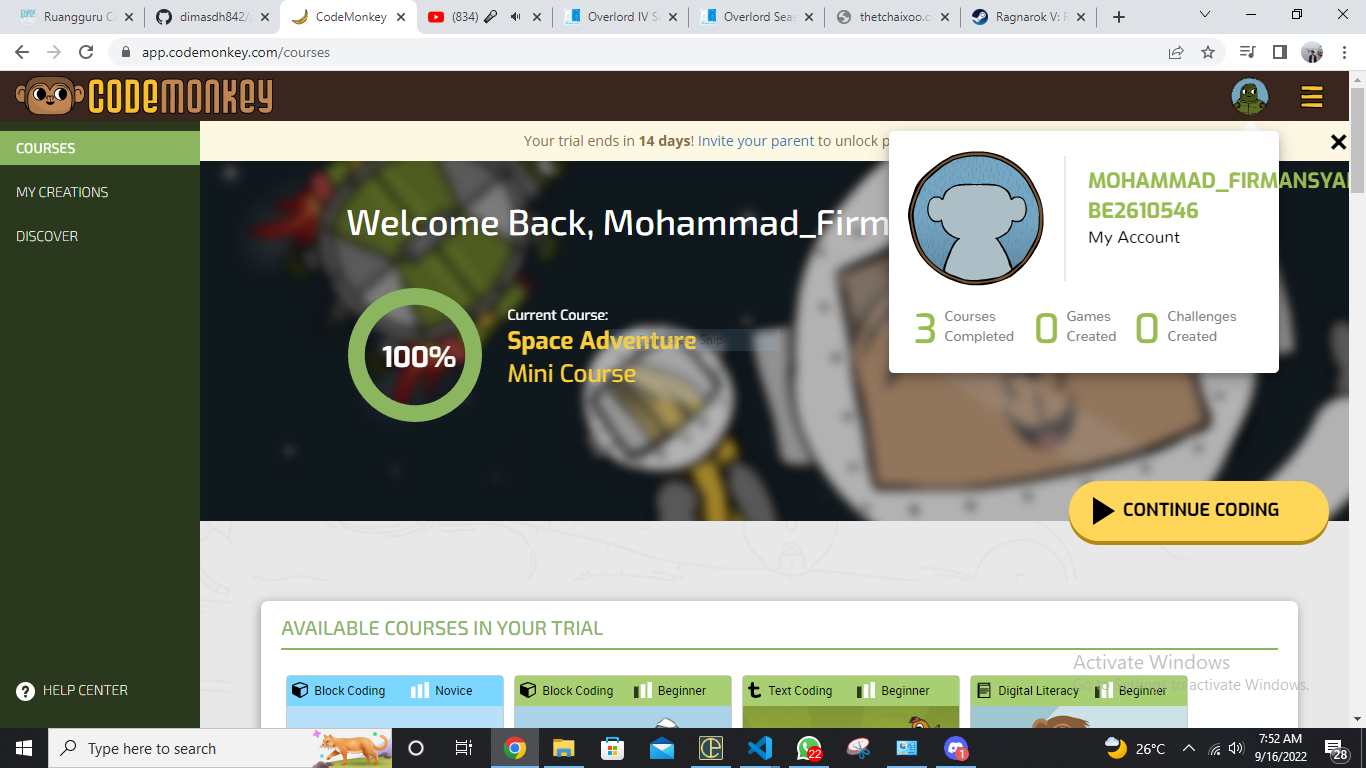 Ruangguru C
dimasdh842/
CodeMonkey
(834)
Overlord IV S
Overlord Seas
thetchaixoo.c
Ragnarok V: F
app.codemonkey.com/courses
CODEMONKEY
COURSES
MY CREATIONS
DISCOVER
HELP CENTER
Your trial ends in 14 days! Invite your parent to unlock p
Welcome Back, Mohammad_Firm
100%
Current Course:
Space Adventure
Mini Course
Ship
MOHAMMAD_FIRMANSYA
BE2610546
My Account
3 Courses Completed
0 Games Created
0 Challenges Created
CONTINUE CODING
AVAILABLE COURSES IN YOUR TRIAL
Block Coding Novice
Block Coding Beginner
Text Coding Beginner
Digital Literacy Beginner
Activate Windows
Go to Settings to activate Windows.
Type here to search
22
1
26°C
7:52 AM
9/16/2022
28